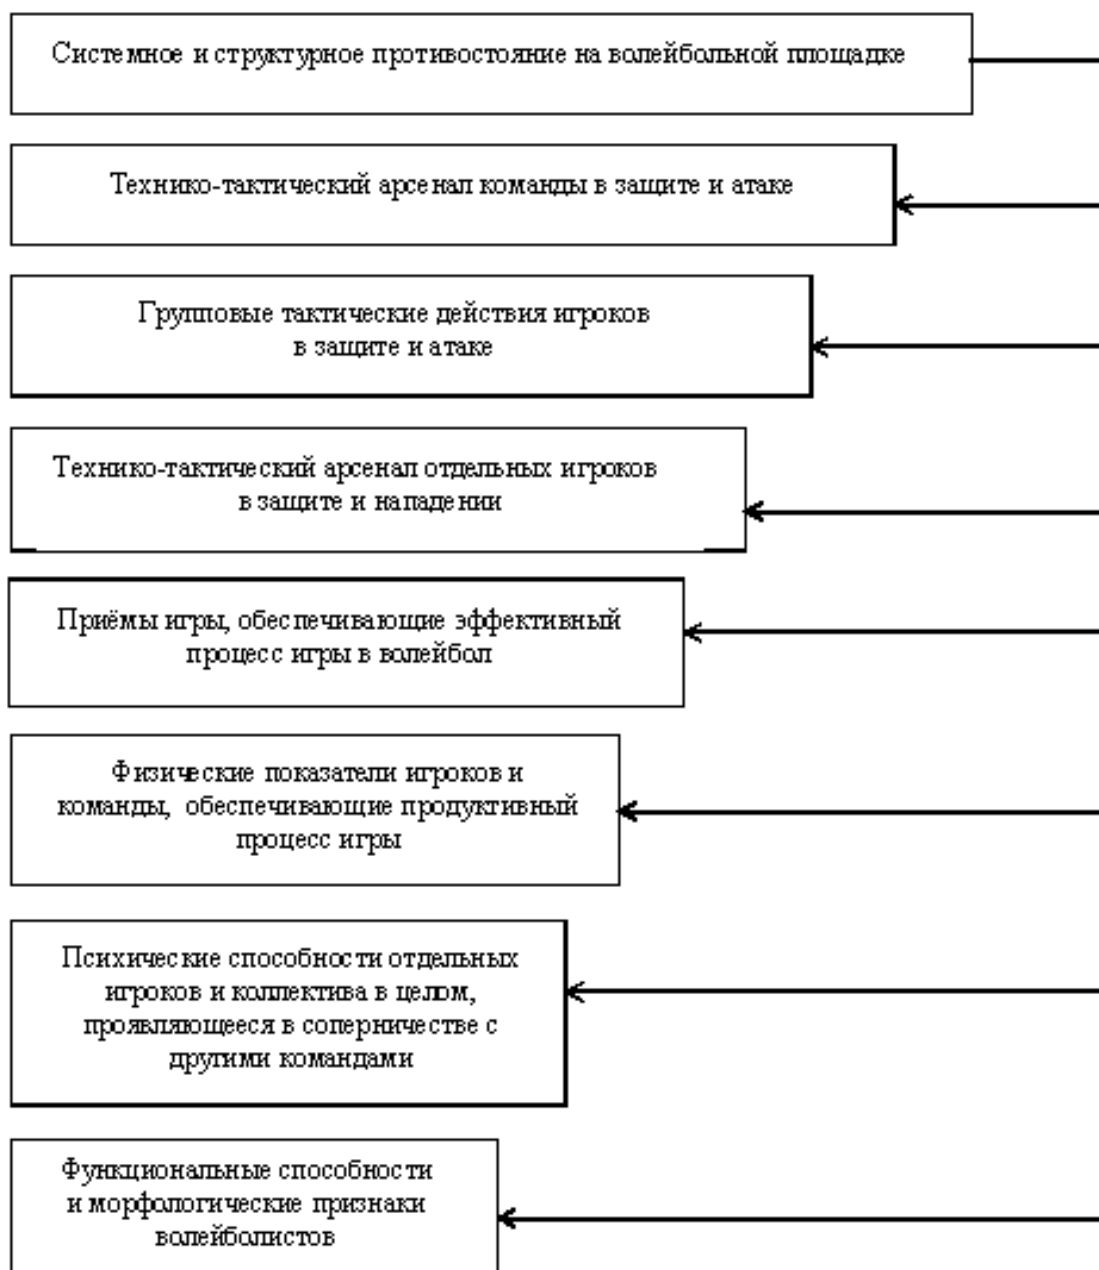 Системное и структурное противостояние на волейбольной площадке
Технико-тактический арсенал команды в защите и атаке
Групповые тактические действия игроков
в защите и атаке
Технико-тактический арсенал отдельных игроков
в защите и нападении
Приёмы игры, обеспечивающие эффективный
процесс игры в волейбол
Физические показатели игроков и
команды, обеспечивающие продуктивный
процесс игры
Психические способности отдельных
игроков и коллектива в целом,
проявляющееся в соперничестве с
другими командами
Функциональные способности
и морфологические признаки
волейболистов